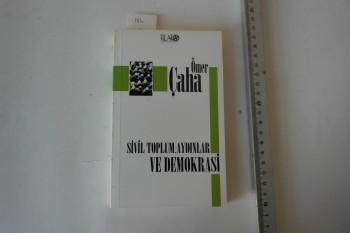 Ömer
Çaha
SİVİL TOPLUM, AYDINLAR
VE DEMOKRASİ